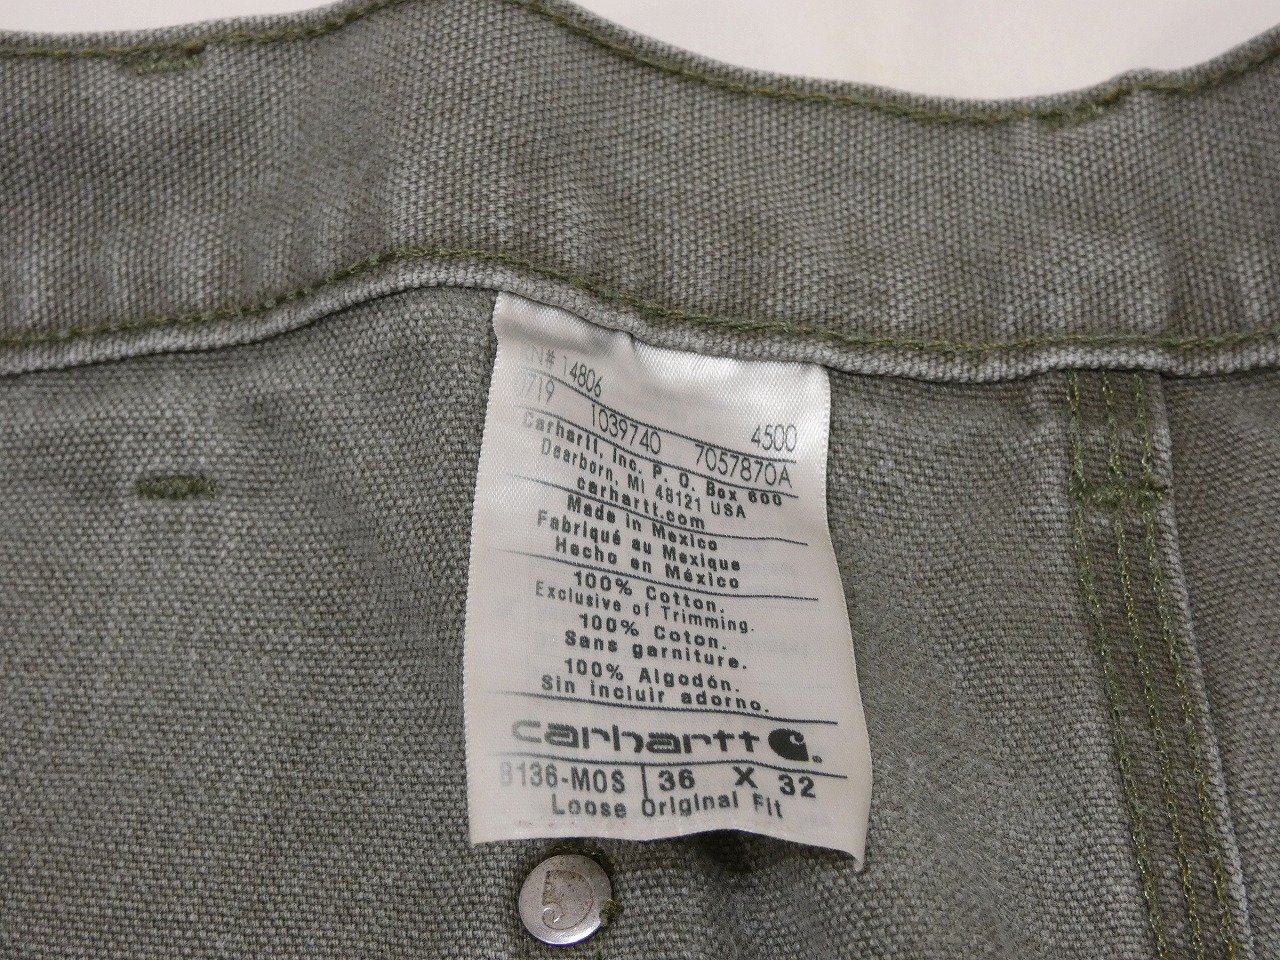 RN# 14806
0719 1039740 4500
7057870A
Carhartt, Inc. P. O. Box 600
Dearborn, MI 48121 USA
carhartt.com
Made in Mexico
Fabriqué au Mexique
Hecho en México
100% Cotton.
Exclusive of Trimming.
100% Coton.
Sans garniture.
100% Algodón.
Sin incluir adorno.
carhartt
B136-MOS 36 X 32
Loose Original Fit